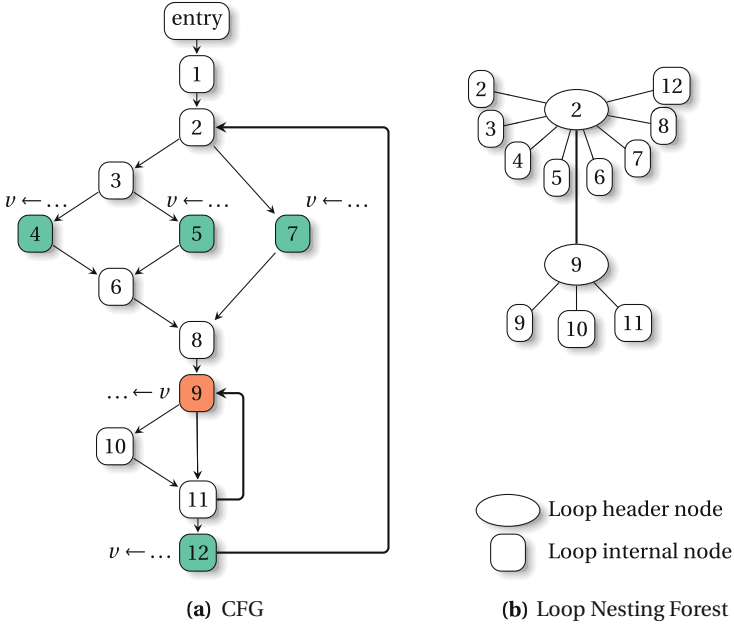 entry
1
2
3
v ← ...
v ← ...
v ← ...
4
5
7
6
8
... ← v
9
10
11
v ← ...
12
(a) CFG
2
12
2
3
8
4
7
5
6
9
9
10
11
Loop header node
Loop internal node
(b) Loop Nesting Forest